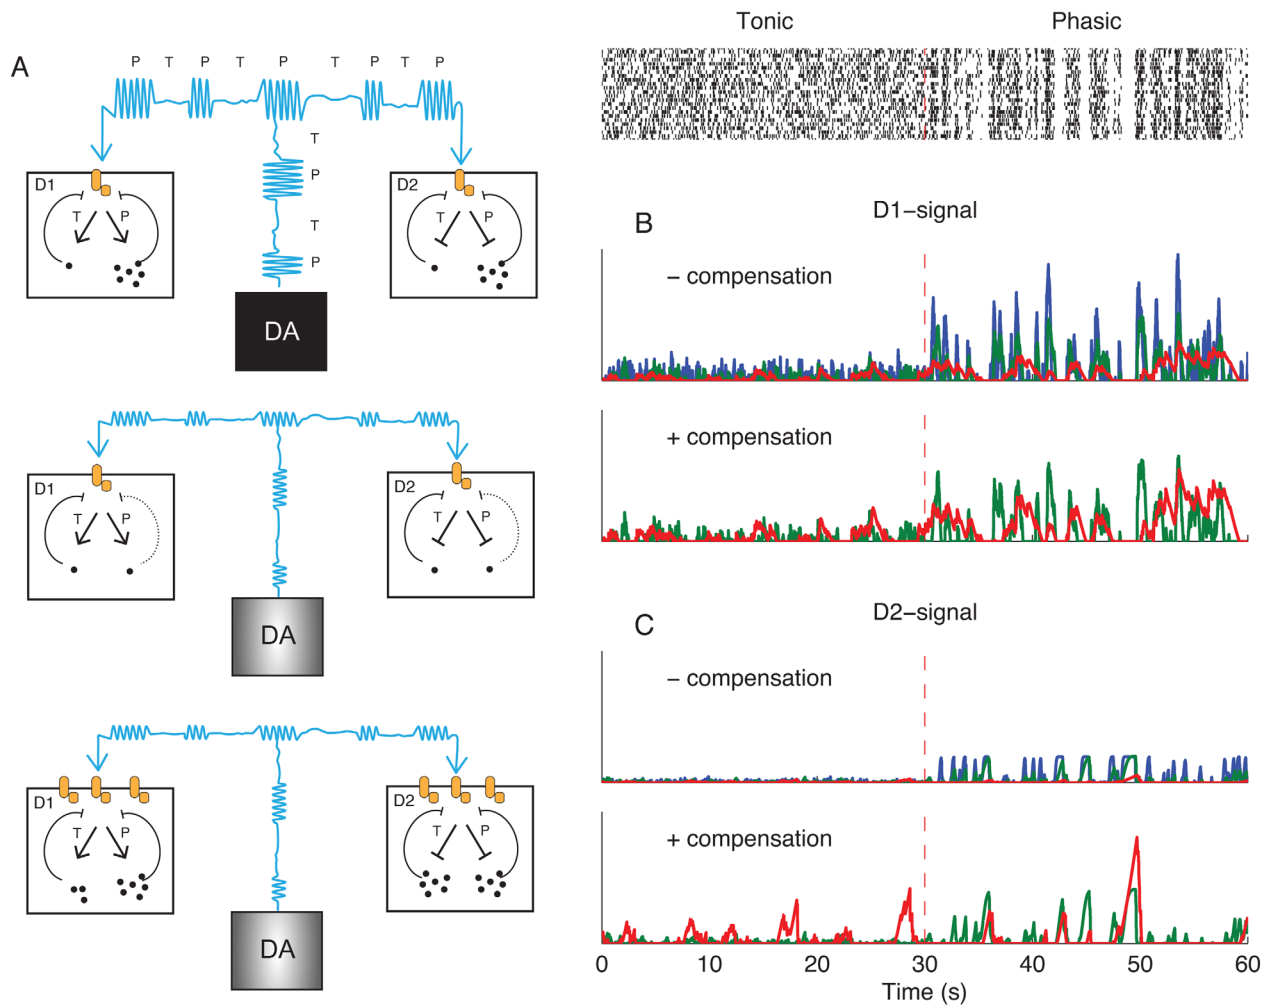 A
P T P T P T P T P
T
P
T
P
D1
T P
D2
T P
DA
D1
T P
D2
T P
DA
D1
T P
D2
T P
DA
Tonic Phasic
B
D1–signal
– compensation
+ compensation
C
D2–signal
– compensation
+ compensation
0 10 20 30 40 50 60
Time (s)